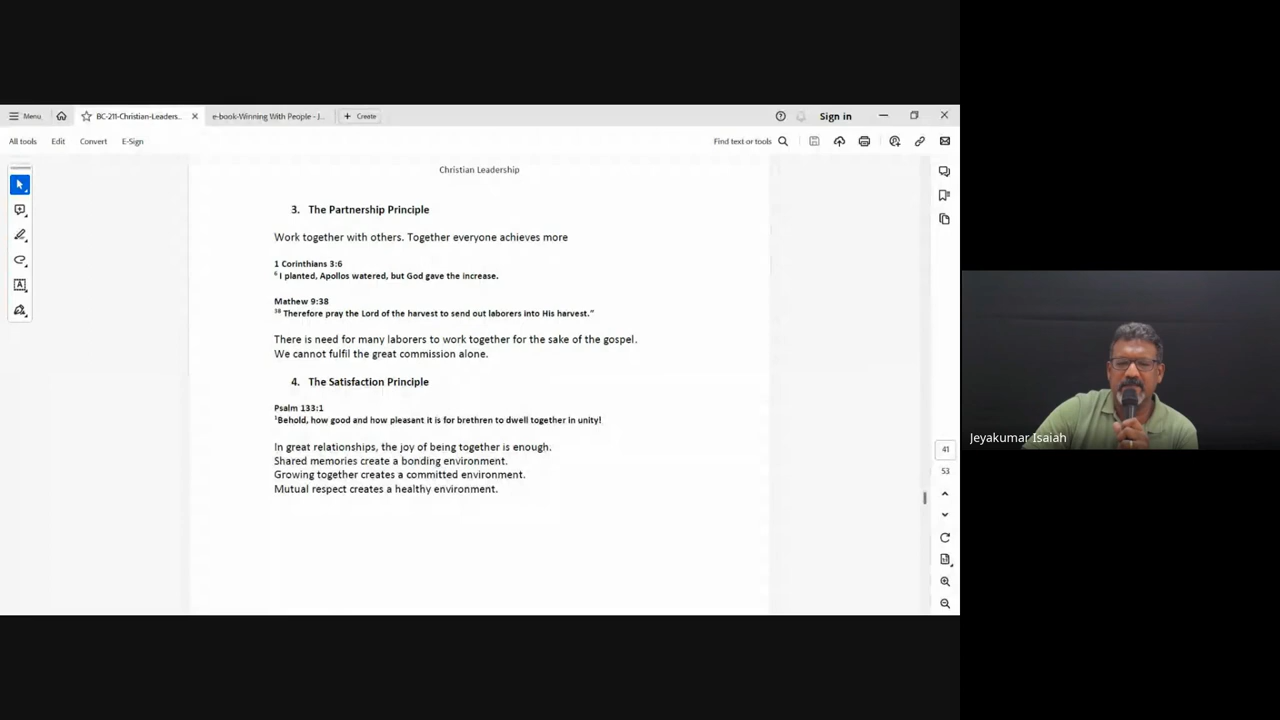 Menu
BC-211-Christian-Leaders...
e-book-Winning With People - J...
Create
Sign in
All tools
Edit
Convert
E-Sign
Find text or tools
Christian Leadership
3. The Partnership Principle
Work together with others. Together everyone achieves more
1 Corinthians 3:6
6 I planted, Apollos watered, but God gave the increase.
Mathew 9:38
38 Therefore pray the Lord of the harvest to send out laborers into His harvest.”
There is need for many laborers to work together for the sake of the gospel.
We cannot fulfil the great commission alone.
4. The Satisfaction Principle
Psalm 133:1
1Behold, how good and how pleasant it is for brethren to dwell together in unity!
In great relationships, the joy of being together is enough.
Shared memories create a bonding environment.
Growing together creates a committed environment.
Mutual respect creates a healthy environment.
41
53
Jeyakumar Isaiah